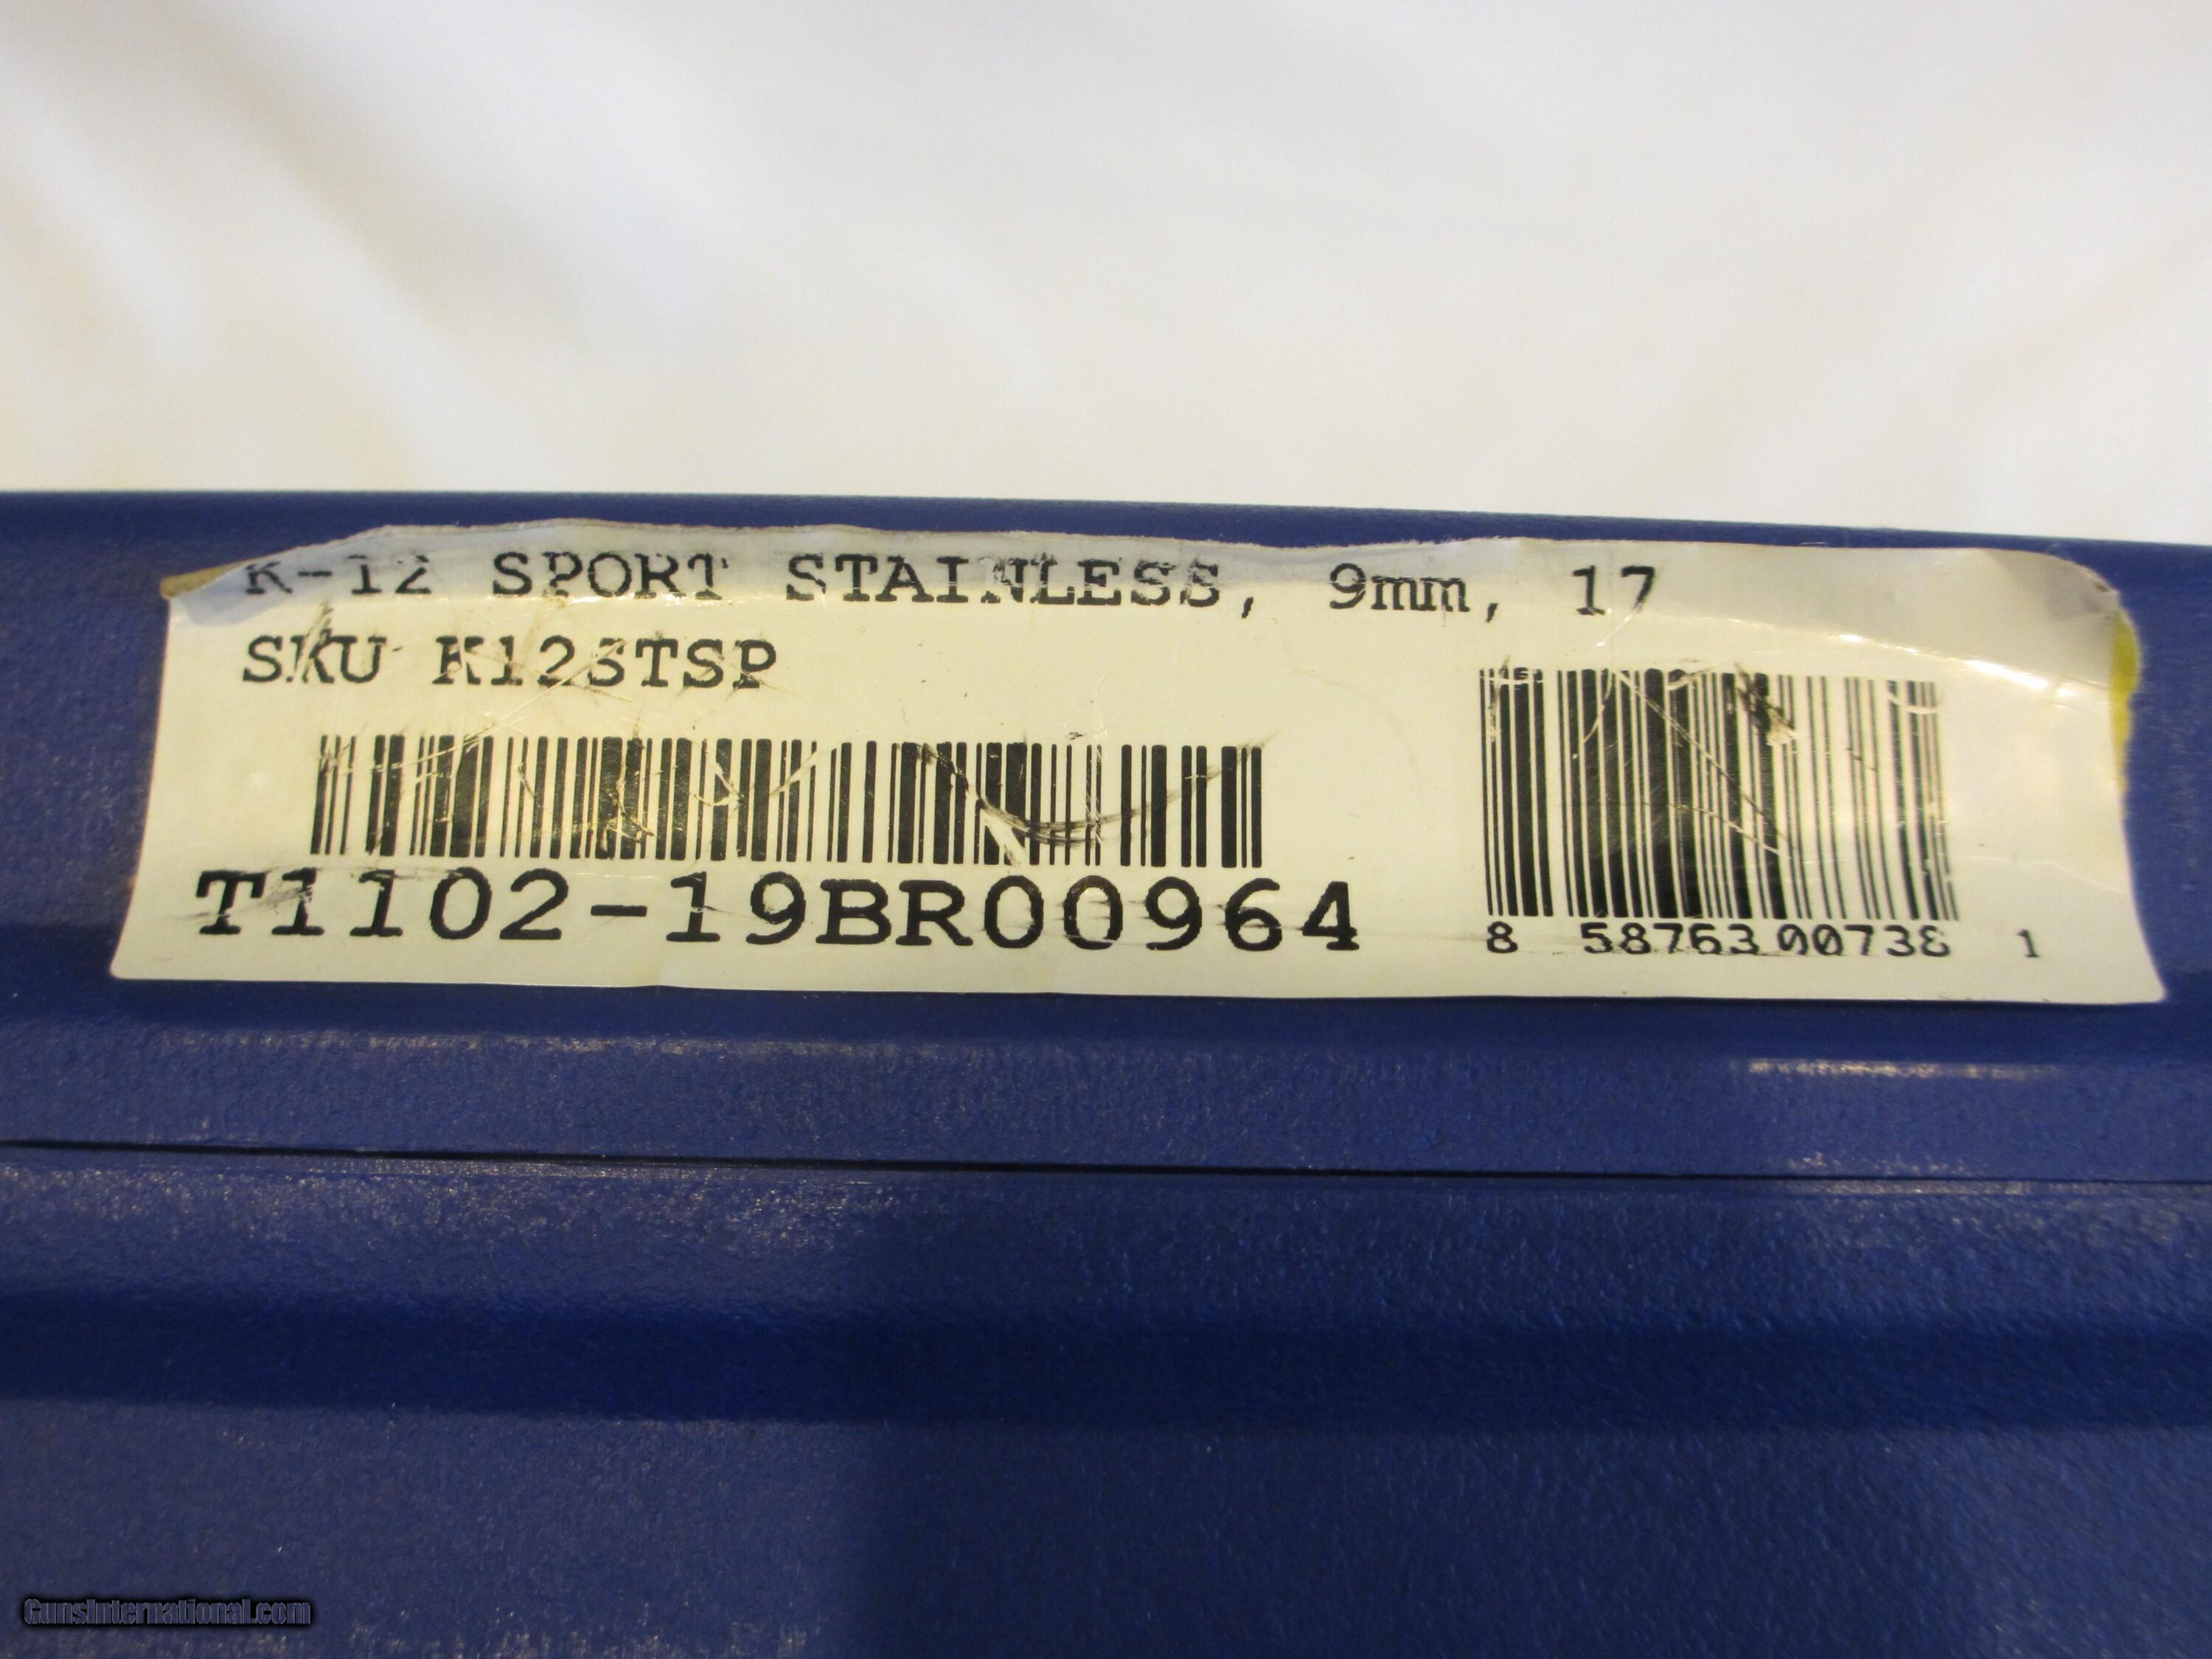 K-12 SPORT STAINLESS, 9mm, 17
SKU K12STSP
T1102-19BR00964
8 58763 00738 1
GunsInternational.com